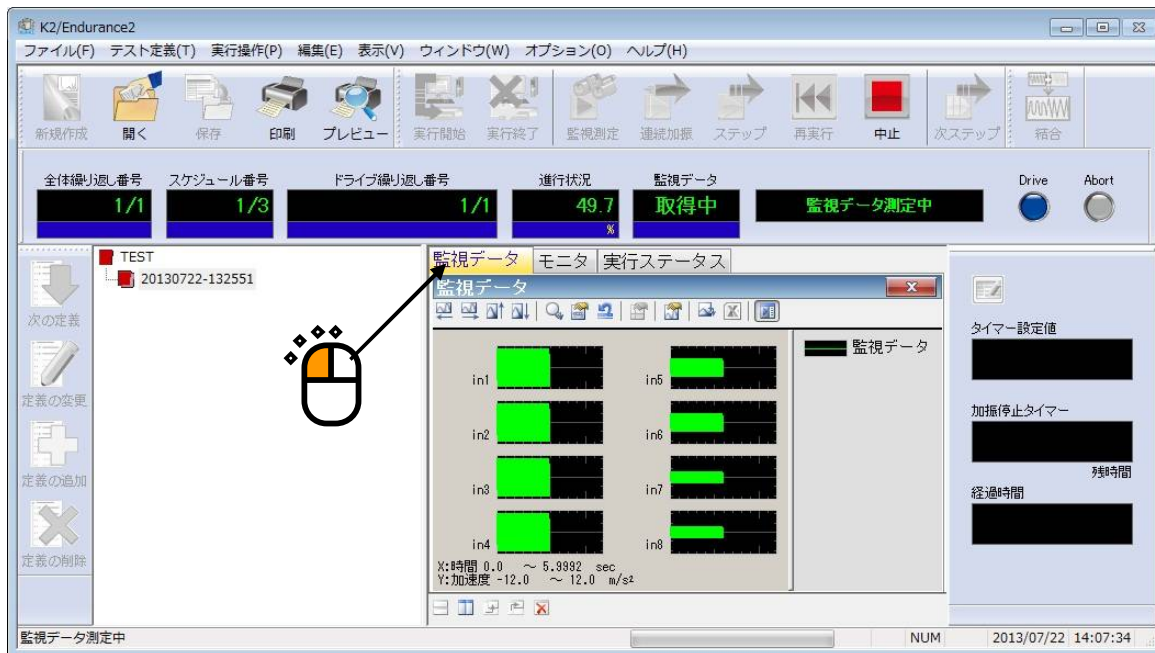 K2/Endurance2
ファイル(F) テスト定義(T) 実行操作(P) 編集(E) 表示(V) ウィンドウ(W) オプション(O) ヘルプ(H)
新規作成 開く 保存 印刷 プレビュー 実行開始 実行終了 監視測定 連続加振 ステップ 再実行 中止 次ステップ 結合
全体繰り返し番号 スケジュール番号 ドライブ繰り返し番号 進行状況 監視データ Drive Abort
1/1 1/3 1/1 49.7 取得中 監視データ測定中
%
TEST
20130722-132551
次の定義
定義の変更
定義の追加
定義の削除
監視データ モニタ 実行ステータス
監視データ
監視データ
in1 in5
in2 in6
in3 in7
in4 in8
X:時間 0.0 ～ 5.9992 sec
Y:加速度 -12.0 ～ 12.0 m/s²
タイマー設定値
加振停止タイマー
残時間
経過時間
監視データ測定中 NUM 2013/07/22 14:07:34